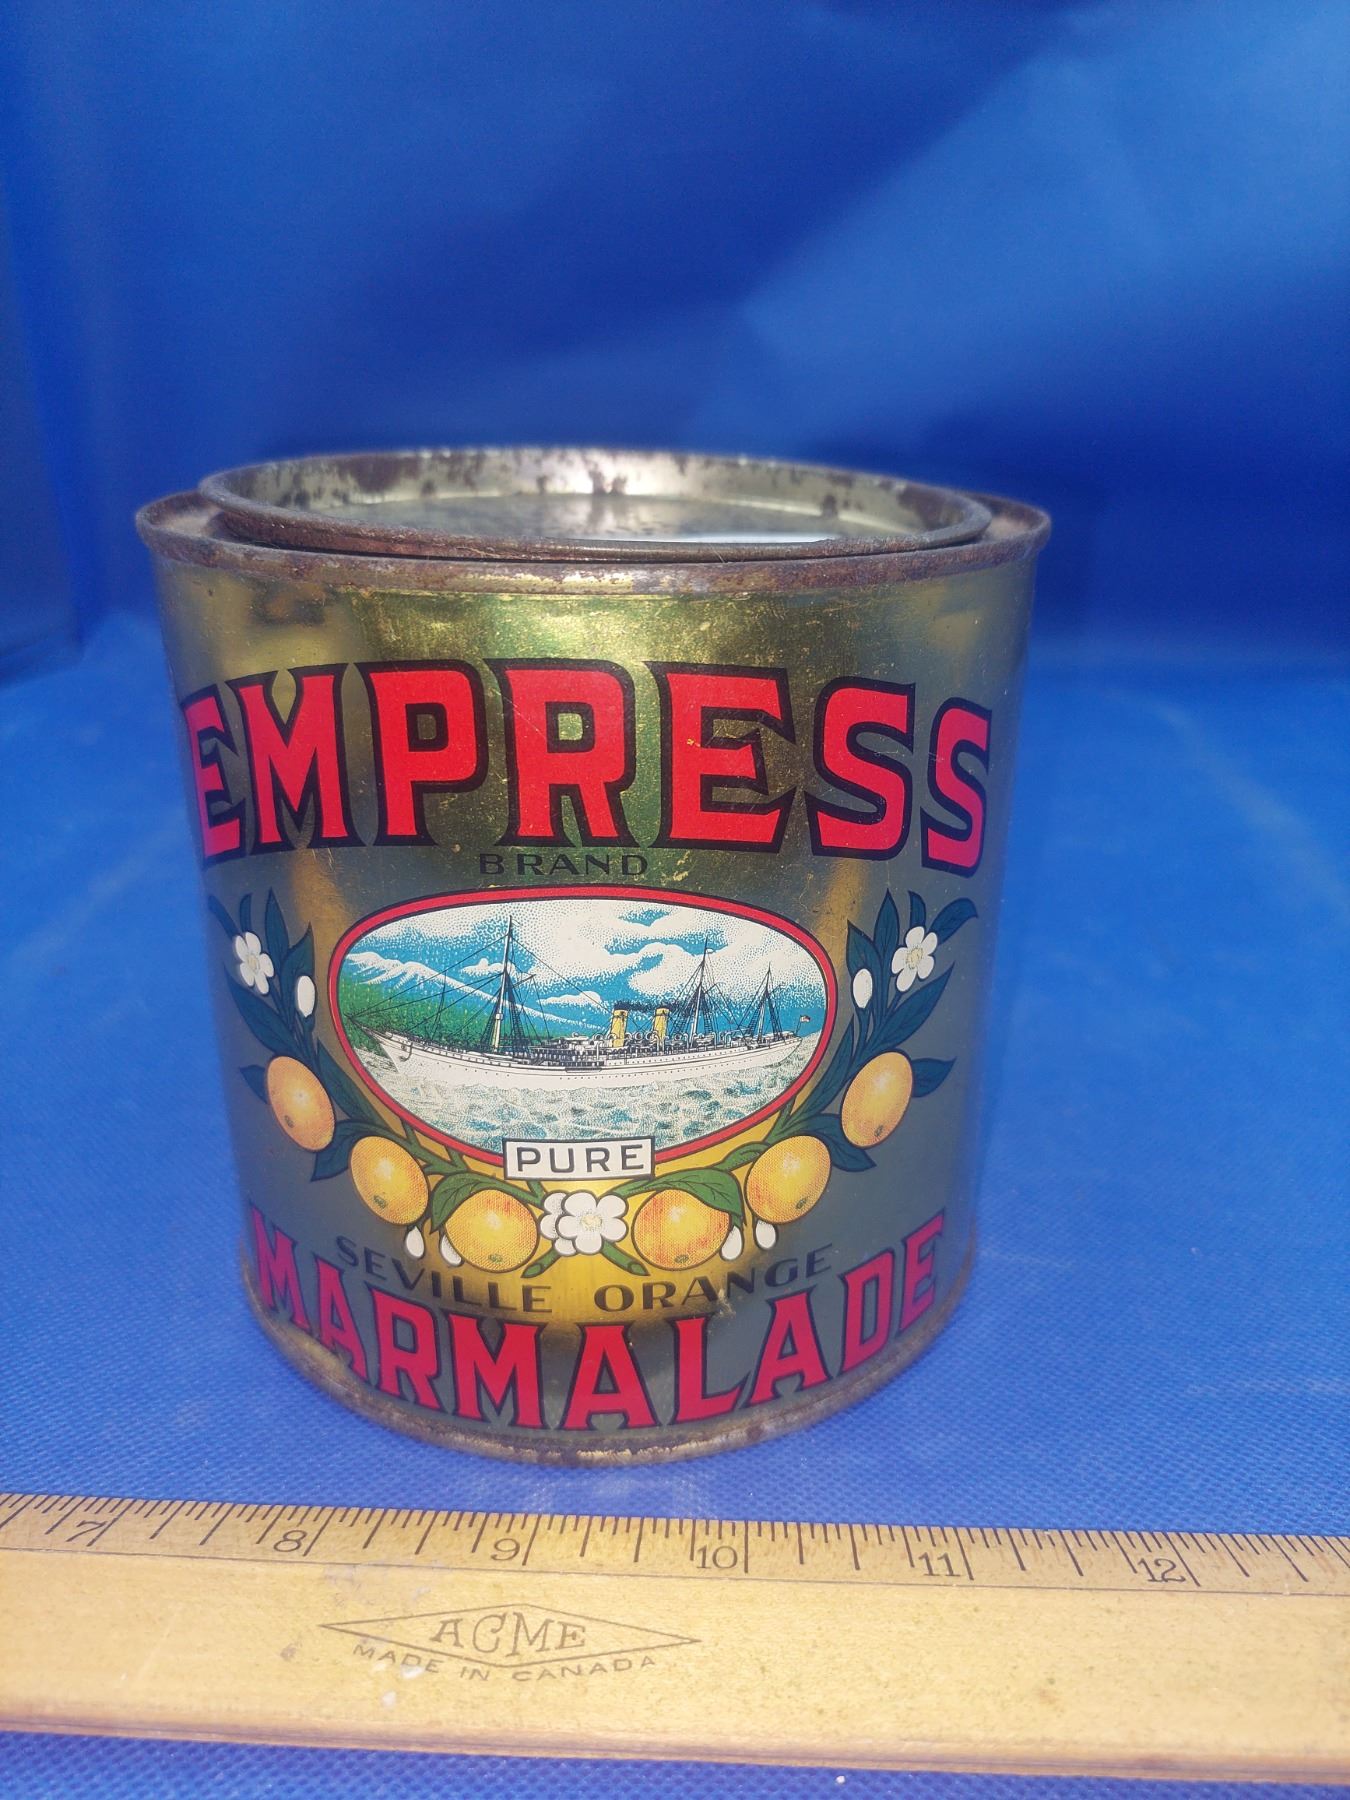 EMPRESS
BRAND
PURE
SEVILLE ORANGE
MARMALADE
7 8 9 10 11 12
ACME
MADE IN CANADA